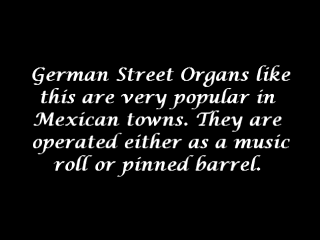 German Street Organs like
this are very popular in
Mexican towns. They are
operated either as a music
roll or pinned barrel.